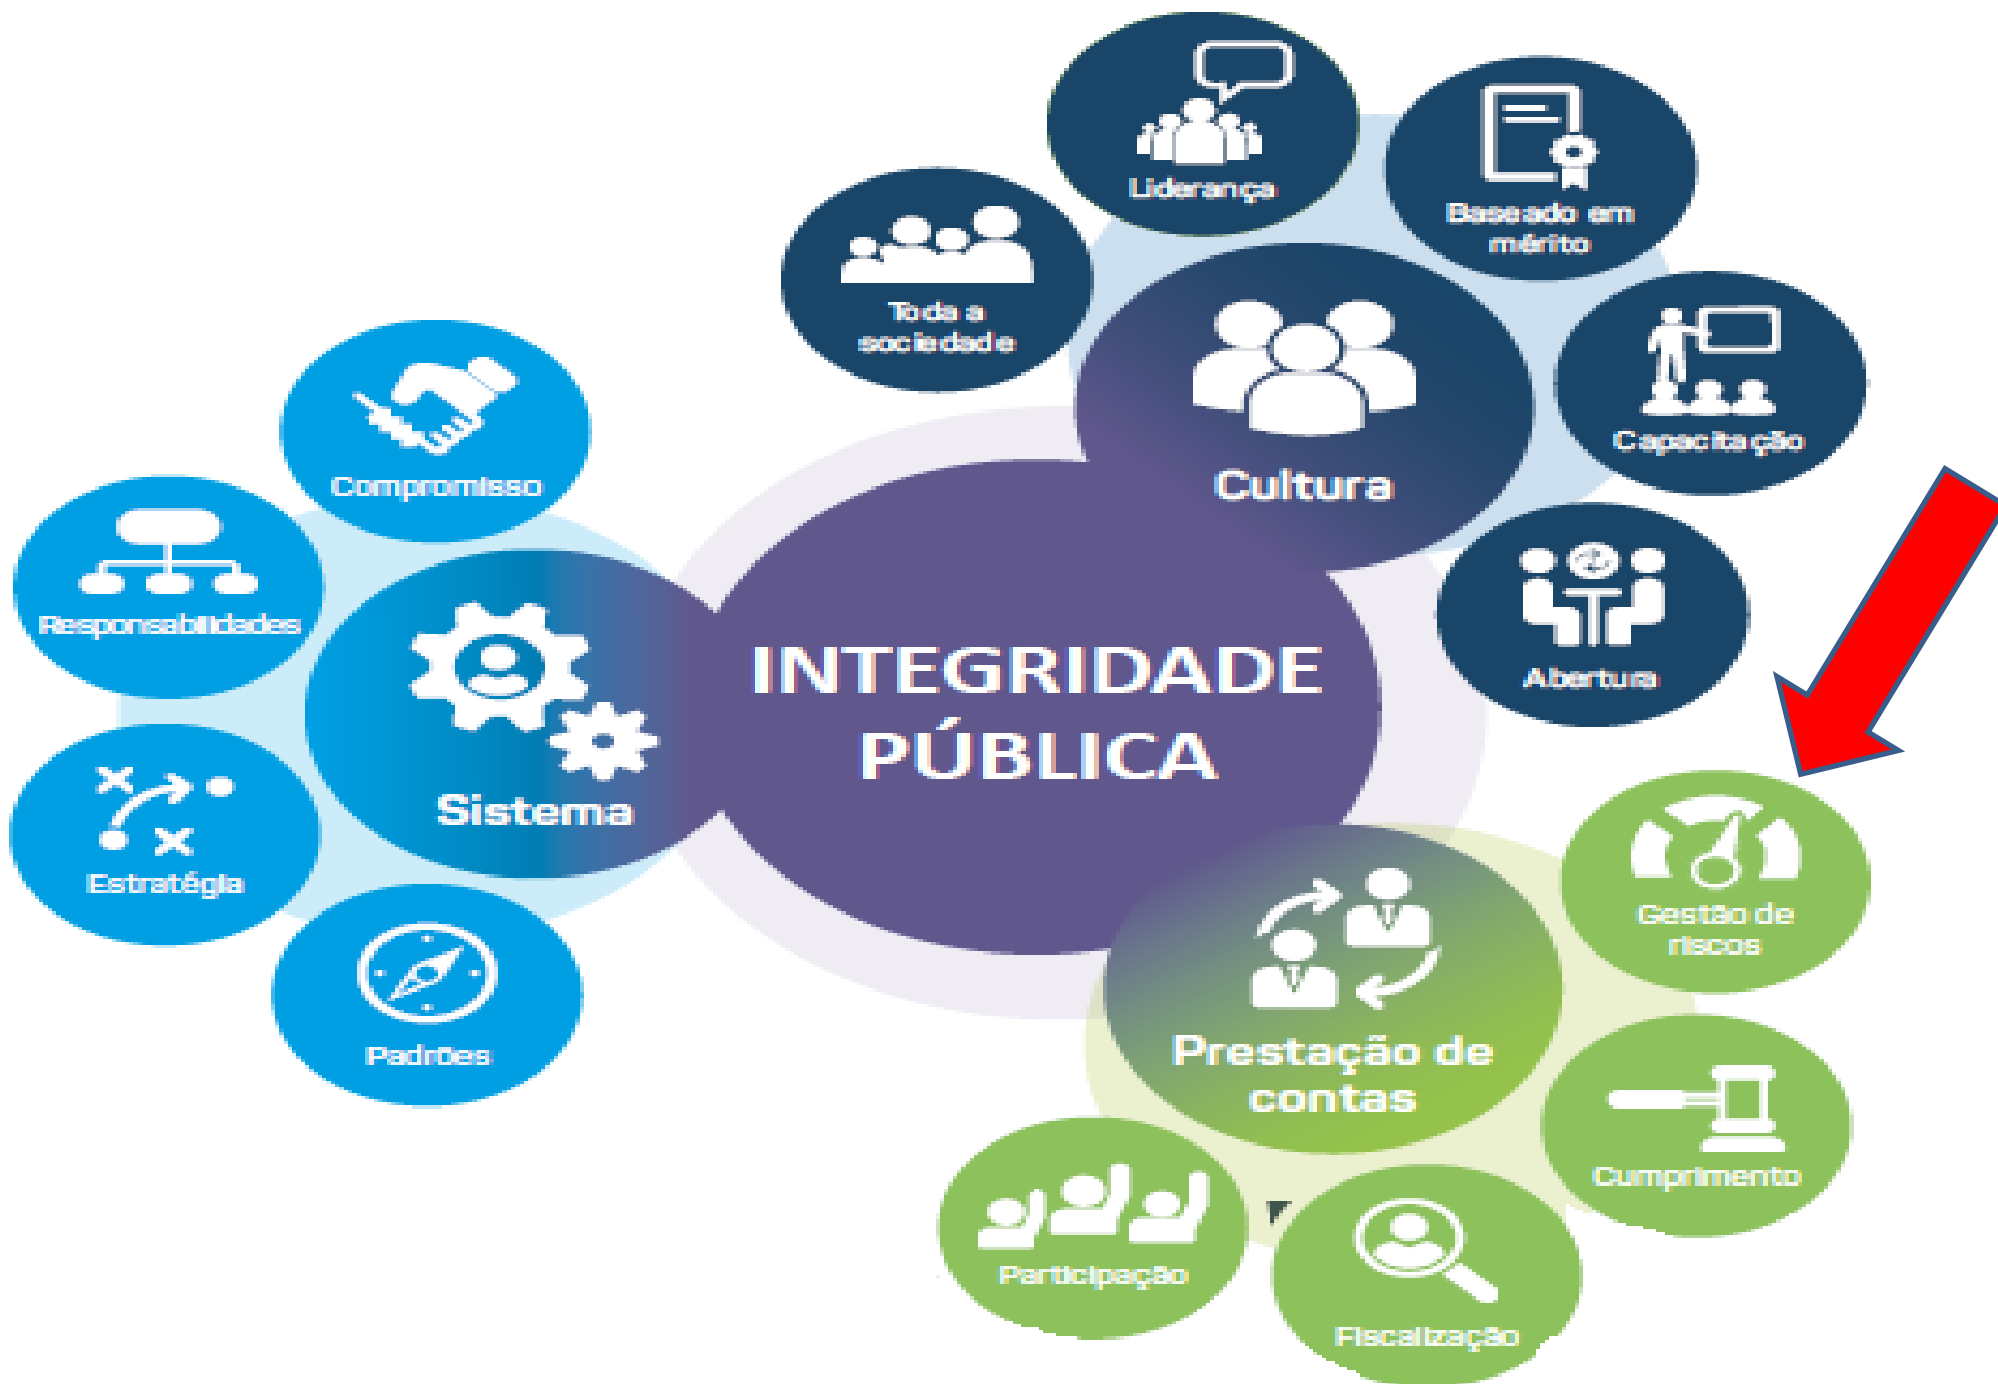 Liderança
Baseado em
mérito
Toda a
sociedade
Capacitação
Cultura
Abertura
Compromisso
Responsabilidades
Sistema
Estratégia
Padrões
INTEGRIDADE
PÚBLICA
Gestão de
riscos
Prestação de
contas
Cumprimento
Participação
Fiscalização